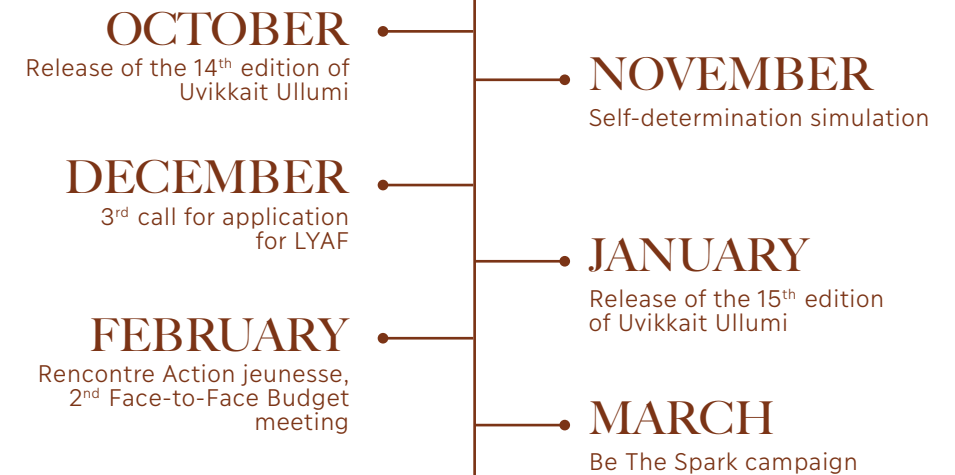 OCTOBER
Release of the 14th edition of
Uvikkait Ullumi
NOVEMBER
Self-determination simulation
DECEMBER
3rd call for application
for LYAF
JANUARY
Release of the 15th edition
of Uvikkait Ullumi
FEBRUARY
Rencontre Action jeunesse,
2nd Face-to-Face Budget
meeting
MARCH
Be The Spark campaign